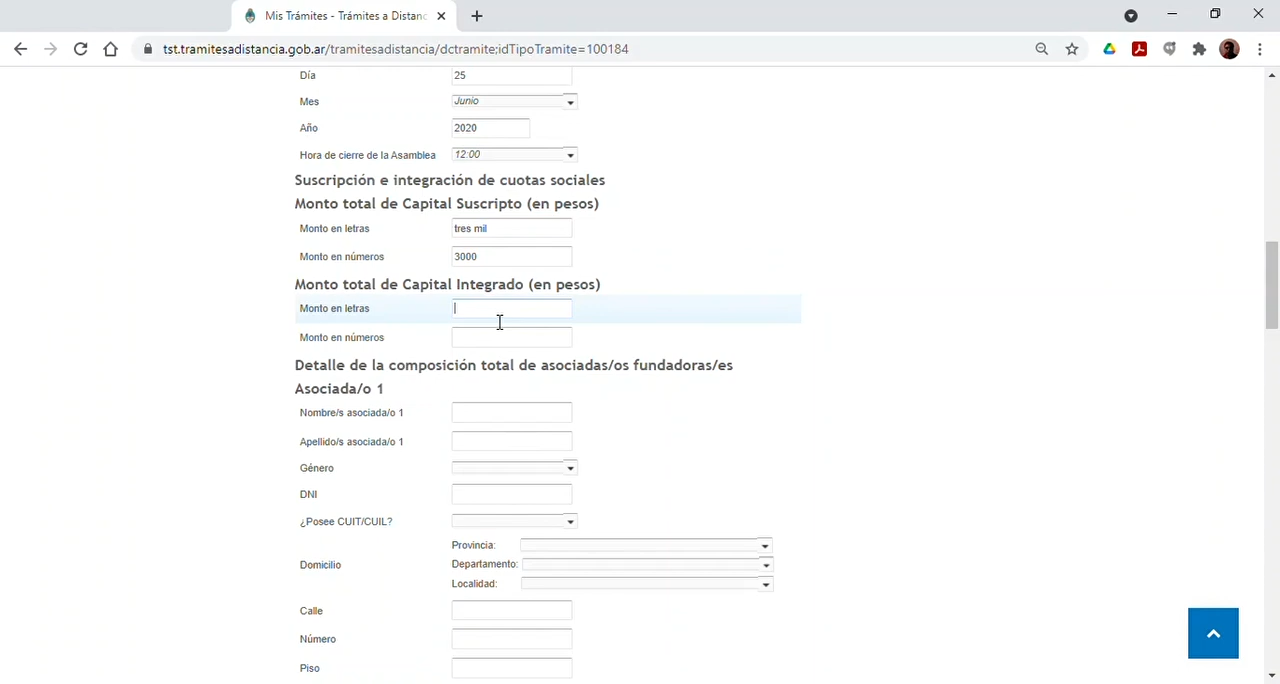 Mis Trámites - Trámites a Distanc
tst.tramitesadistancia.gob.ar/tramitesadistancia/dctramite;idTipoTramite=100184
Día 25
Mes Junio
Año 2020
Hora de cierre de la Asamblea 12:00
Suscripción e integración de cuotas sociales
Monto total de Capital Suscripto (en pesos)
Monto en letras tres mil
Monto en números 3000
Monto total de Capital Integrado (en pesos)
Monto en letras
Monto en números
Detalle de la composición total de asociadas/os fundadoras/es
Asociada/o 1
Nombre/s asociada/o 1
Apellido/s asociada/o 1
Género
DNI
¿Posee CUIT/CUIL?
Provincia:
Domicilio Departamento:
Localidad:
Calle
Número
Piso